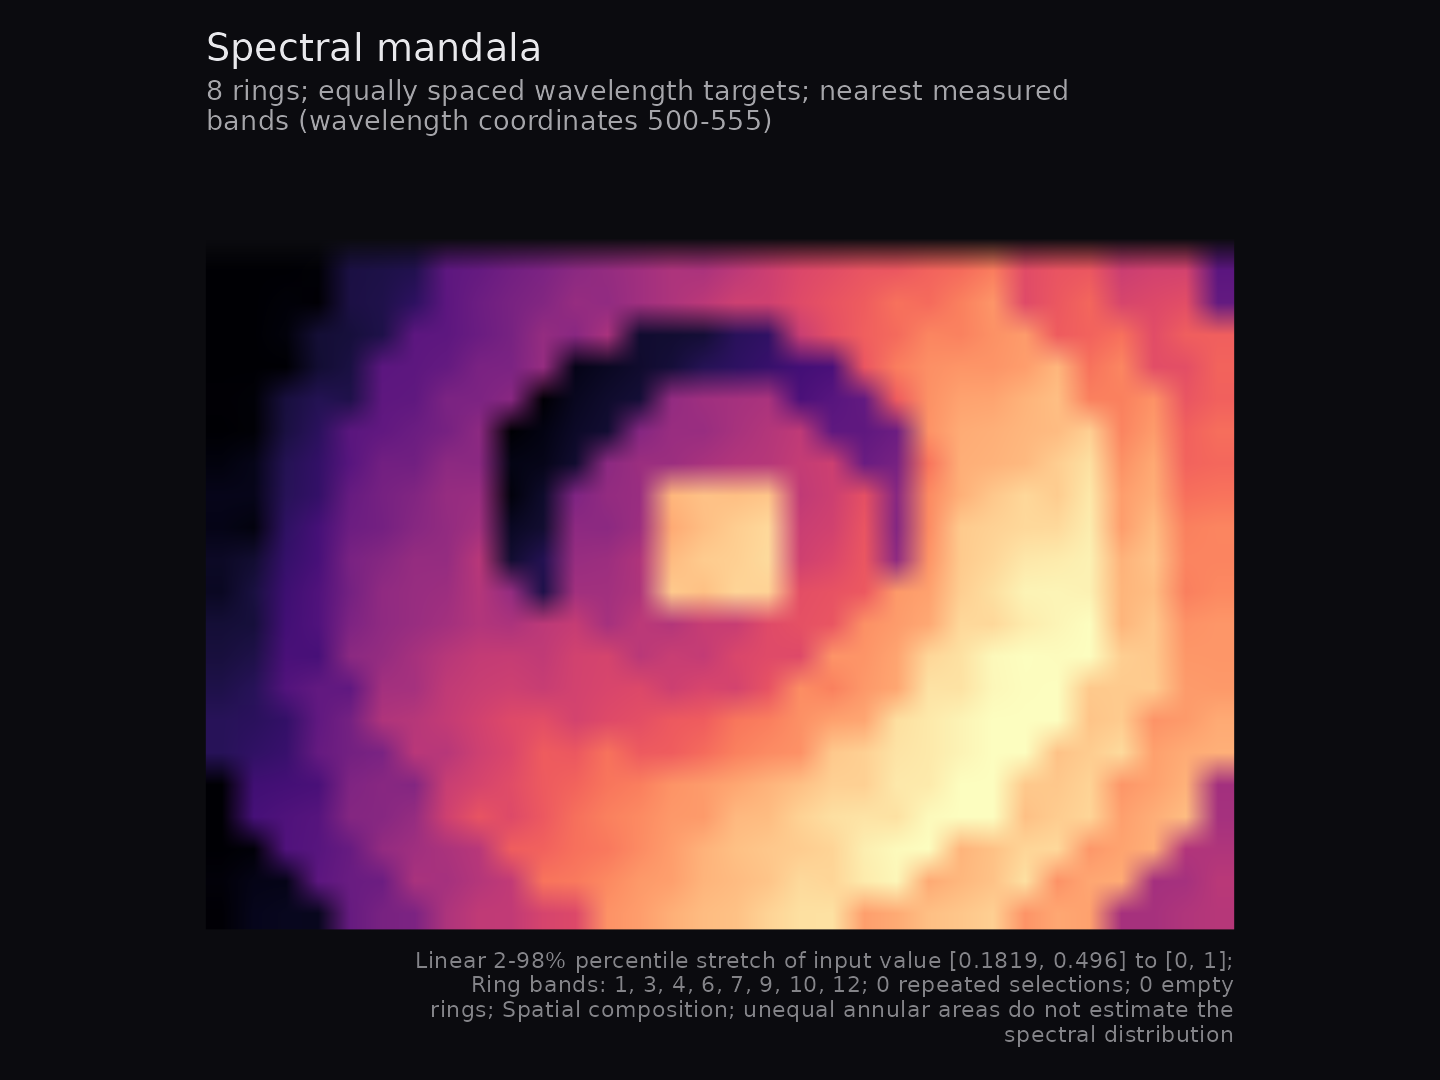 Spectral mandala
8 rings; equally spaced wavelength targets; nearest measured
bands (wavelength coordinates 500-555)
Linear 2-98% percentile stretch of input value [0.1819, 0.496] to [0, 1];
Ring bands: 1, 3, 4, 6, 7, 9, 10, 12; 0 repeated selections; 0 empty
rings; Spatial composition; unequal annular areas do not estimate the
spectral distribution